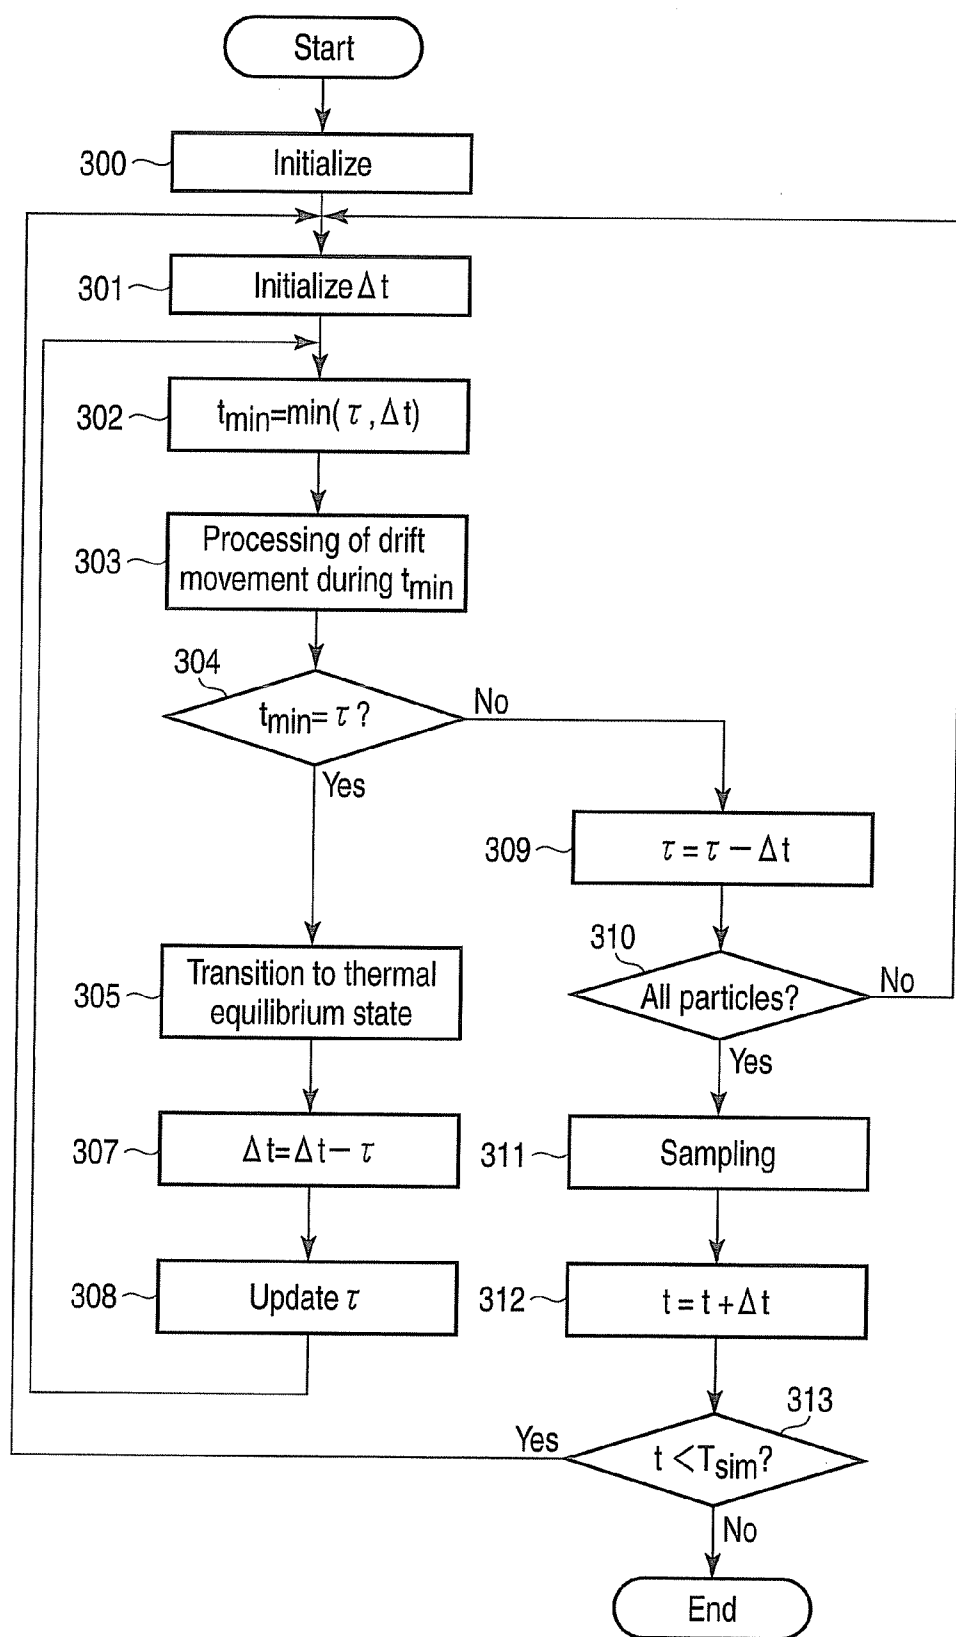 Start
300
Initialize
301
Initialize Δt
302
tmin=min(τ,Δt)
303
Processing of drift
movement during tmin
304
tmin=τ?
No
Yes
309
τ=τ−Δt
310
All particles?
No
Yes
305
Transition to thermal
equilibrium state
307
Δt=Δt−τ
311
Sampling
308
Update τ
312
t=t+Δt
313
Yes
t<Tsim?
No
End